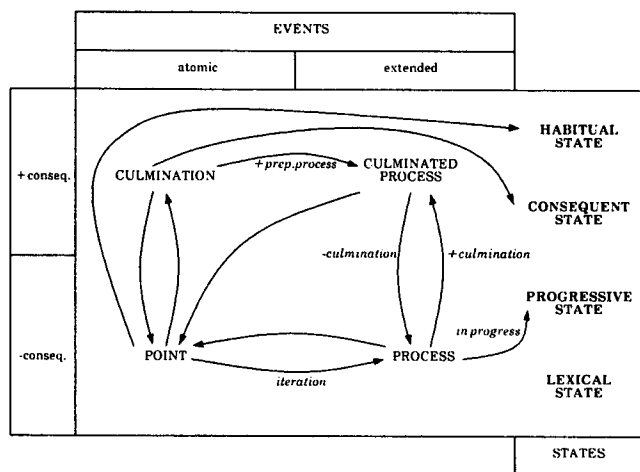 EVENTS
atomic
extended
HABITUAL
STATE
+conseq.
CULMINATION
+prep.process
CULMINATED
PROCESS
CONSEQUENT
STATE
-culmination
+culmination
PROGRESSIVE
STATE
in progress
-conseq.
POINT
PROCESS
iteration
LEXICAL
STATE
STATES